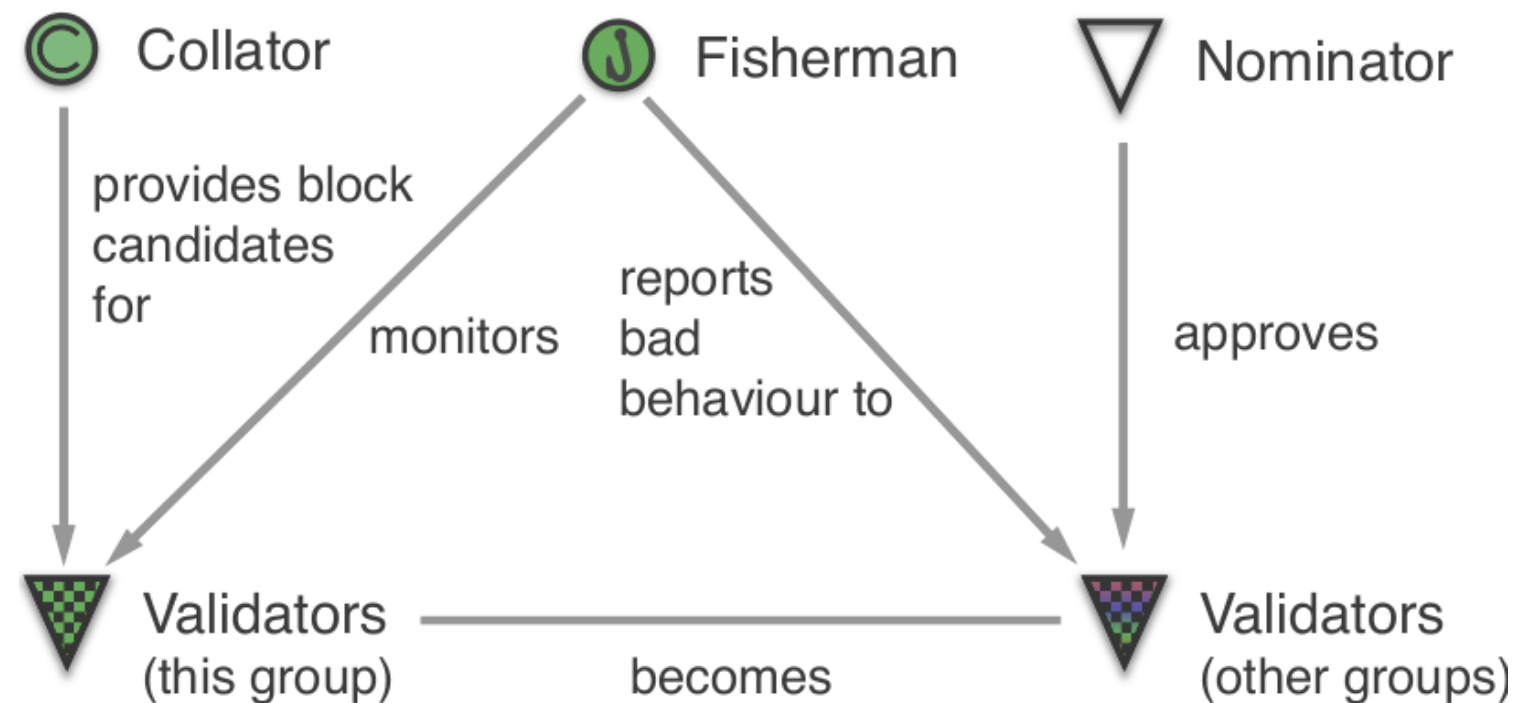 Collator
Fisherman
Nominator
provides block
candidates
for
monitors
reports
bad
behaviour to
approves
Validators
(this group)
becomes
Validators
(other groups)